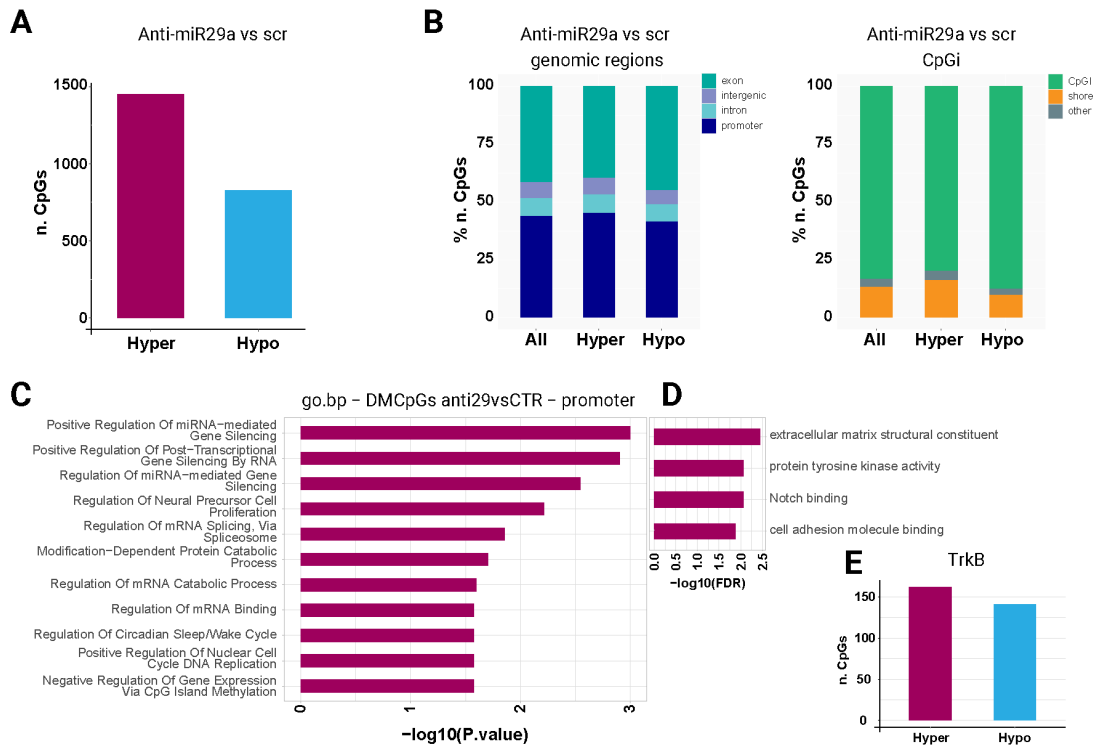 A
Anti-miR29a vs scr
1500
1000
500
0
n. CpGs
Hyper
Hypo
B
Anti-miR29a vs scr
genomic regions
100
75
50
25
0
% n. CpGs
All
Hyper
Hypo
exon
intergenic
intron
promoter
Anti-miR29a vs scr
CpGi
100
75
50
25
0
% n. CpGs
All
Hyper
Hypo
CpGI
shore
other
C
go.bp – DMCpGs anti29vsCTR – promoter
Positive Regulation Of miRNA-mediated
Gene Silencing
Positive Regulation Of Post-Transcriptional
Gene Silencing By RNA
Regulation Of miRNA-mediated Gene
Silencing
Regulation Of Neural Precursor Cell
Proliferation
Regulation Of mRNA Splicing, Via
Spliceosome
Modification-Dependent Protein Catabolic
Process
Regulation Of mRNA Catabolic Process
Regulation Of mRNA Binding
Regulation Of Circadian Sleep/Wake Cycle
Positive Regulation Of Nuclear Cell
Cycle DNA Replication
Negative Regulation Of Gene Expression
Via CpG Island Methylation
0
1
2
3
−log10(P.value)
D
extracellular matrix structural constituent
protein tyrosine kinase activity
Notch binding
cell adhesion molecule binding
0.0
0.5
1.0
1.5
2.0
2.5
−log10(FDR)
E
TrkB
150
100
50
0
n. CpGs
Hyper
Hypo